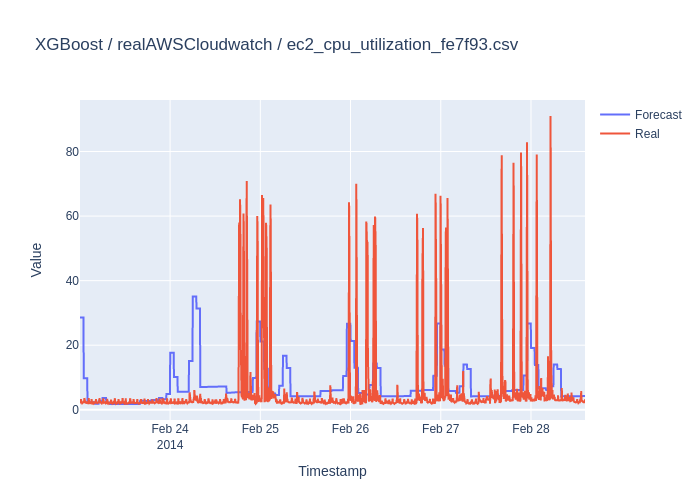 XGBoost / realAWSCloudwatch / ec2_cpu_utilization_fe7f93.csv
Forecast
Real
Value
80
60
40
20
0
Feb 24
2014
Feb 25
Feb 26
Feb 27
Feb 28
Timestamp